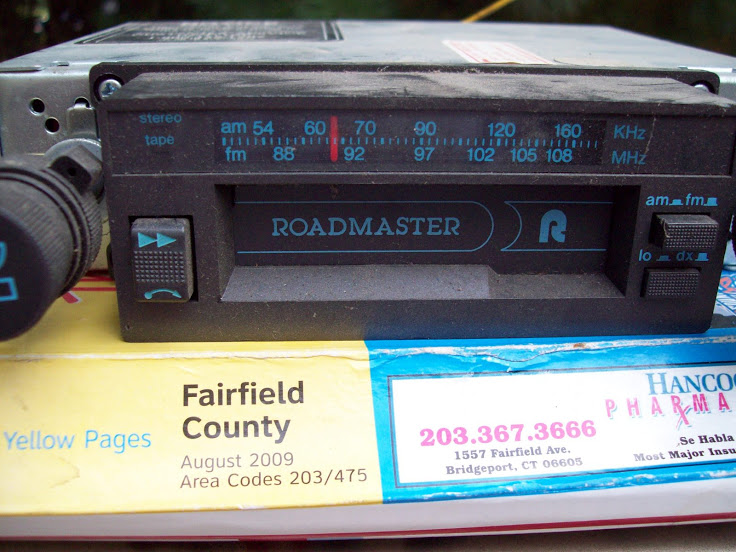 stereo
tape
am 54 60 70 90 120 160 KHz
fm 88 92 97 102 105 108 MHz
ROADMASTER R
am fm
lo dx
Yellow Pages
Fairfield
County
August 2009
Area Codes 203/475
HANCOC
PHARMA
203.367.3666
1557 Fairfield Ave.
Bridgeport, CT 06605
Se Habla
Most Major Insu